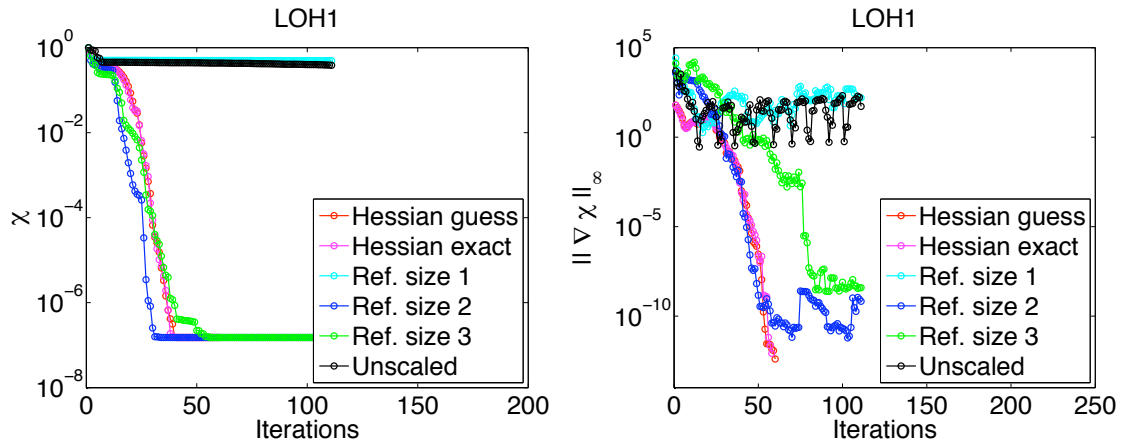 LOH1
χ
10^0
10^-2
10^-4
10^-6
10^-8
0
50
100
150
200
Iterations
Hessian guess
Hessian exact
Ref. size 1
Ref. size 2
Ref. size 3
Unscaled
LOH1
|| ∇ χ ||_∞
10^5
10^0
10^-5
10^-10
0
50
100
150
200
250
Iterations
Hessian guess
Hessian exact
Ref. size 1
Ref. size 2
Ref. size 3
Unscaled